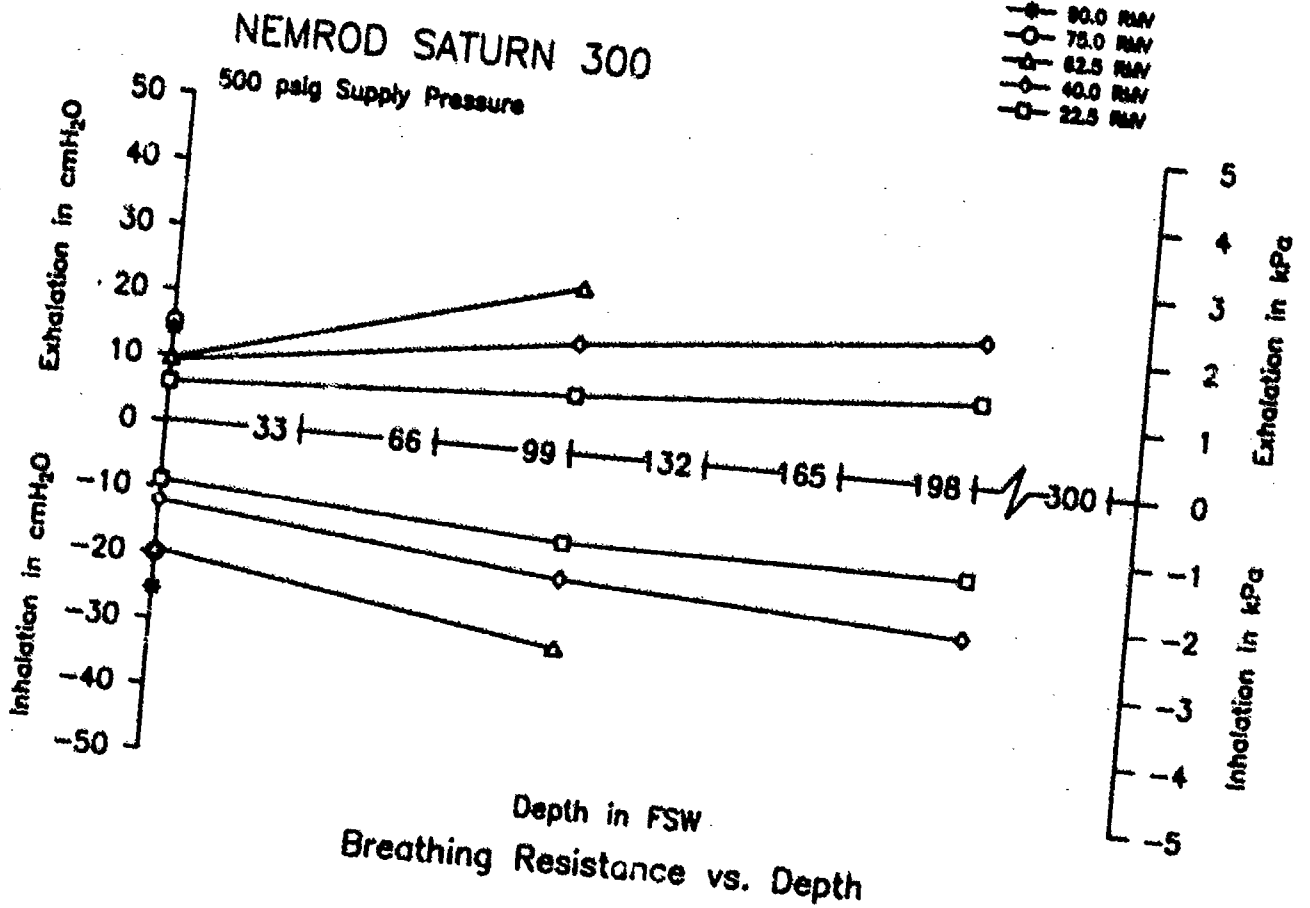 NEMROD SATURN 300
500 psig Supply Pressure
90.0 RMV
75.0 RMV
62.5 RMV
40.0 RMV
22.5 RMV
Exhalation in cmH₂O
50
40
30
20
10
0
Inhalation in cmH₂O
-10
-20
-30
-40
-50
33
66
99
132
165
198
300
Exhalation in kPa
5
4
3
2
1
0
Inhalation in kPa
-1
-2
-3
-4
-5
Depth in FSW
Breathing Resistance vs. Depth